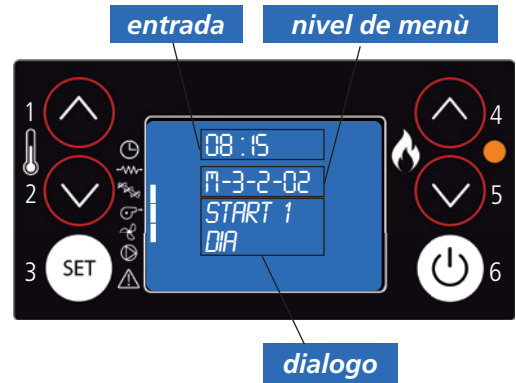 entrada
nivel de menù
1
4
08:15
M-3-2-02
2
5
START 1
DIA
3
SET
6
dialogo